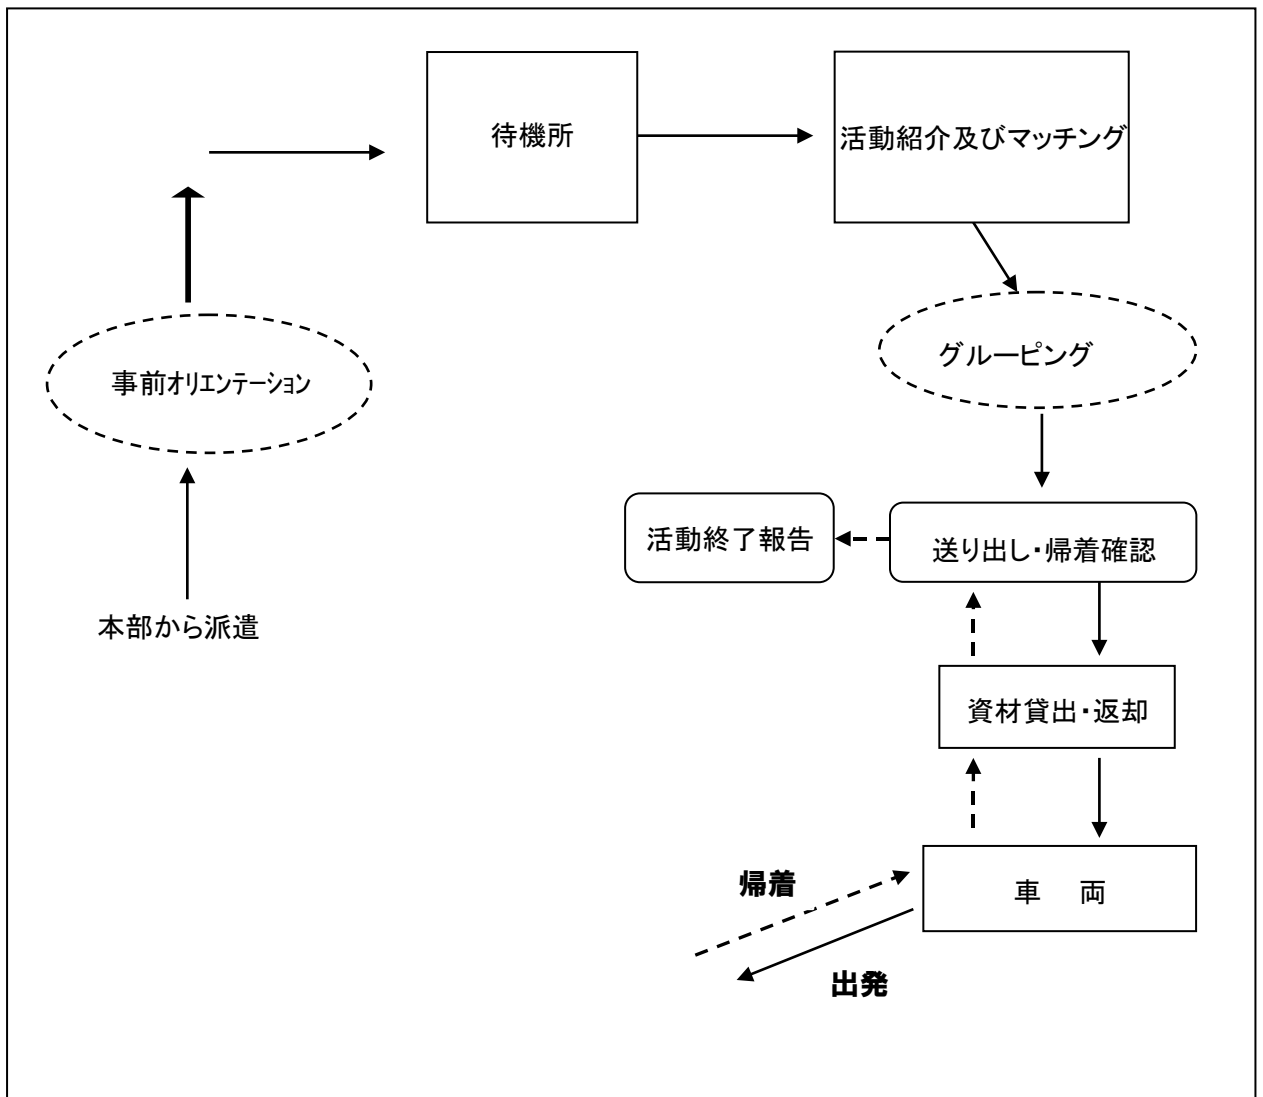 待機所
活動紹介及びマッチング
グルーピング
事前オリエンテーション
活動終了報告
送り出し・帰着確認
本部から派遣
資材貸出・返却
帰着
車　両
出発